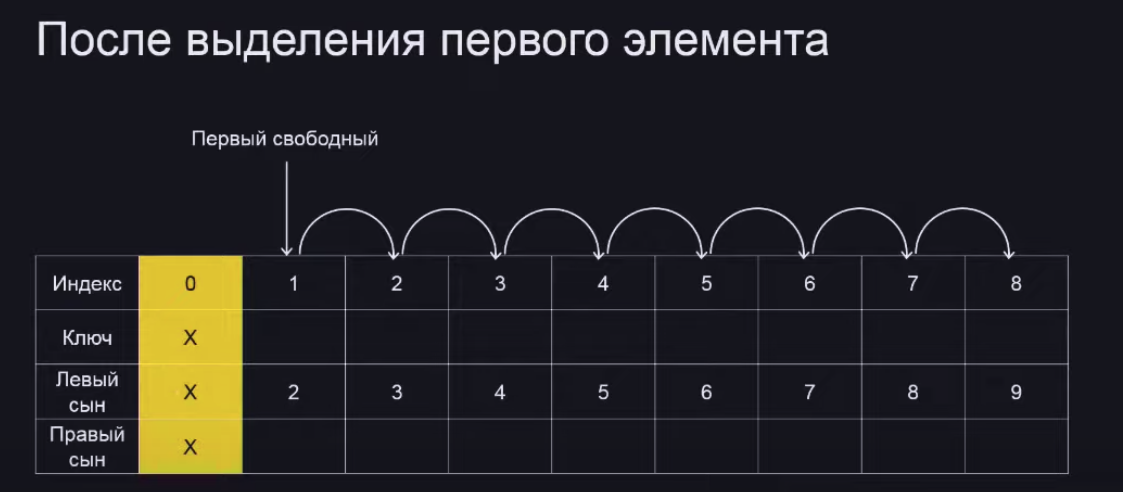 После выделения первого элемента
Первый свободный
Индекс 0 1 2 3 4 5 6 7 8
Ключ X
Левый
сын X 2 3 4 5 6 7 8 9
Правый
сын X